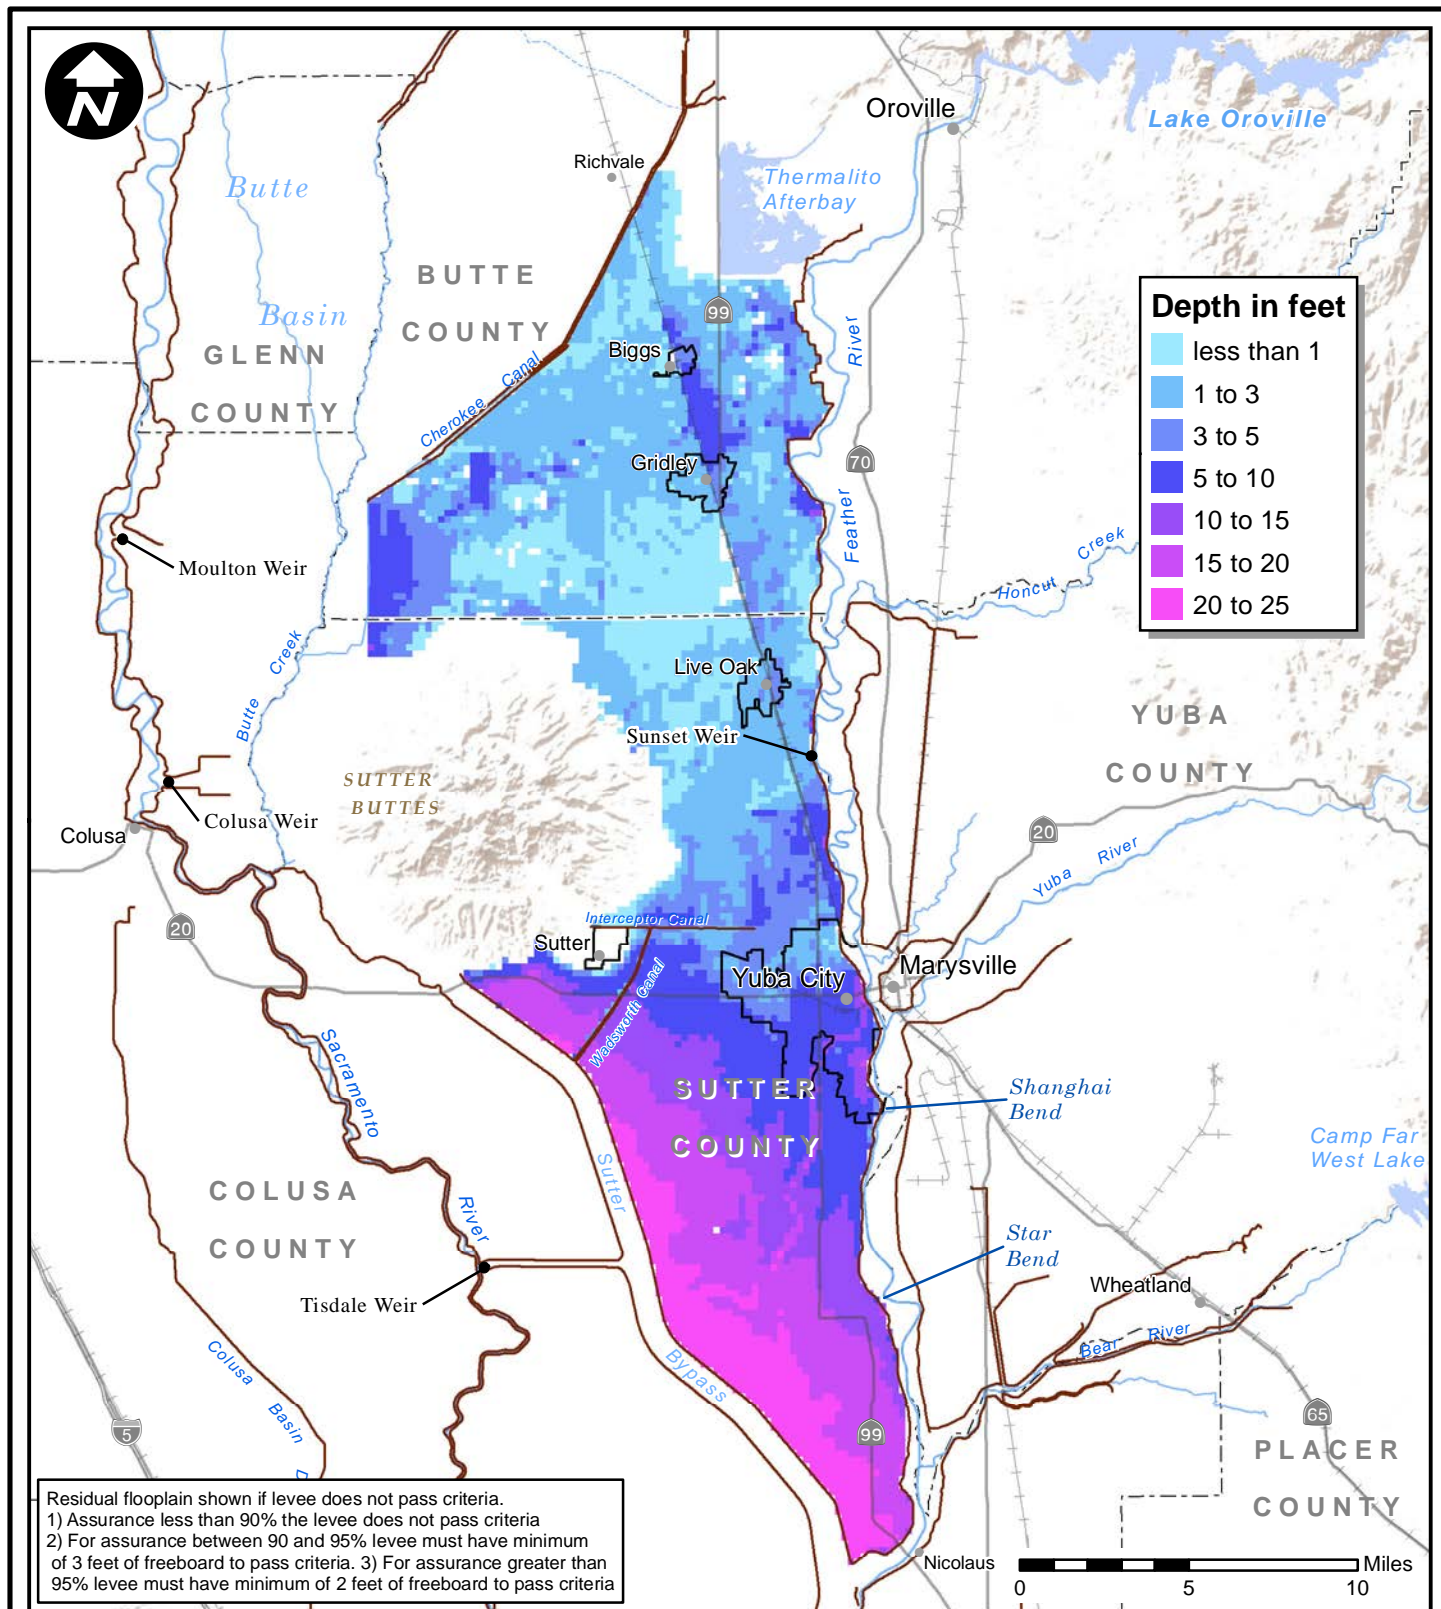 N
Oroville
Lake Oroville
Richvale
Thermalito
Afterbay
Butte
Basin
BUTTE
COUNTY
GLENN
COUNTY
99
River
Biggs
Cherokee Canal
Depth in feet
less than 1
1 to 3
3 to 5
5 to 10
10 to 15
15 to 20
20 to 25
Gridley
70
Feather
Moulton Weir
Honcut Creek
Butte Creek
Live Oak
Sunset Weir
YUBA
COUNTY
SUTTER
BUTTES
Colusa Weir
Colusa
20
Yuba River
20
Interceptor Canal
Sutter
Wadsworth Canal
Yuba City
Marysville
Sacramento
River
SUTTER
COUNTY
Shanghai
Bend
Camp Far
West Lake
COLUSA
COUNTY
Sutter
Bypass
Star
Bend
Wheatland
Tisdale Weir
Bear River
Colusa
Basin
D
5
99
65
PLACER
COUNTY
Residual flooplain shown if levee does not pass criteria.
1) Assurance less than 90% the levee does not pass criteria
2) For assurance between 90 and 95% levee must have minimum
of 3 feet of freeboard to pass criteria. 3) For assurance greater than
95% levee must have minimum of 2 feet of freeboard to pass criteria
Nicolaus
Miles
0 5 10